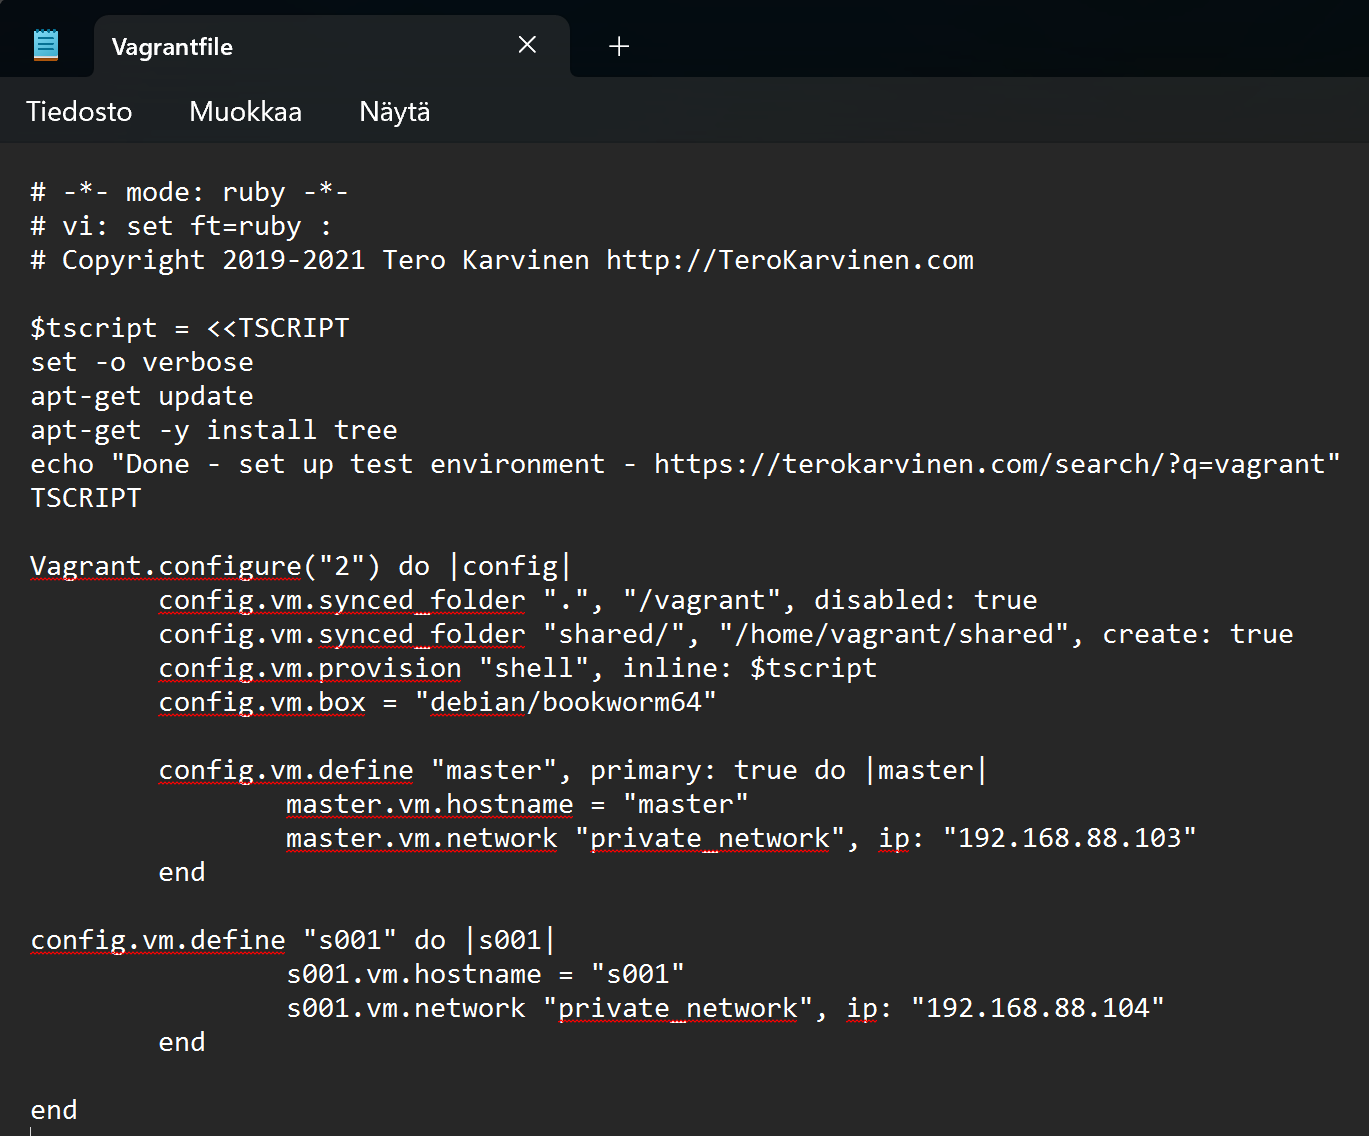 Vagrantfile
Tiedosto Muokkaa Näytä
# -*- mode: ruby -*-
# vi: set ft=ruby :
# Copyright 2019-2021 Tero Karvinen http://TeroKarvinen.com
$tscript = <<TSCRIPT
set -o verbose
apt-get update
apt-get -y install tree
echo "Done - set up test environment - https://terokarvinen.com/search/?q=vagrant"
TSCRIPT
Vagrant.configure("2") do |config|
config.vm.synced_folder ".", "/vagrant", disabled: true
config.vm.synced_folder "shared/", "/home/vagrant/shared", create: true
config.vm.provision "shell", inline: $tscript
config.vm.box = "debian/bookworm64"
config.vm.define "master", primary: true do |master|
master.vm.hostname = "master"
master.vm.network "private_network", ip: "192.168.88.103"
end
config.vm.define "s001" do |s001|
s001.vm.hostname = "s001"
s001.vm.network "private_network", ip: "192.168.88.104"
end
end